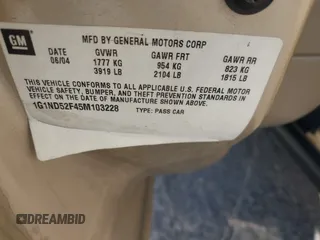 GM
MFD BY GENERAL MOTORS CORP
DATE GVWR GAWR FRT GAWR RR
06/04 1777 KG 954 KG 823 KG
3919 LB 2104 LB 1815 LB
THIS VEHICLE CONFORMS TO ALL APPLICABLE U.S. FEDERAL MOTOR
VEHICLE SAFETY, BUMPER, AND THEFT PREVENTION STANDARDS IN
EFFECT ON THE DATE OF MANUFACTURE SHOWN ABOVE.
1G1ND52F45M103228 TYPE: PASS CAR
DREAMBID